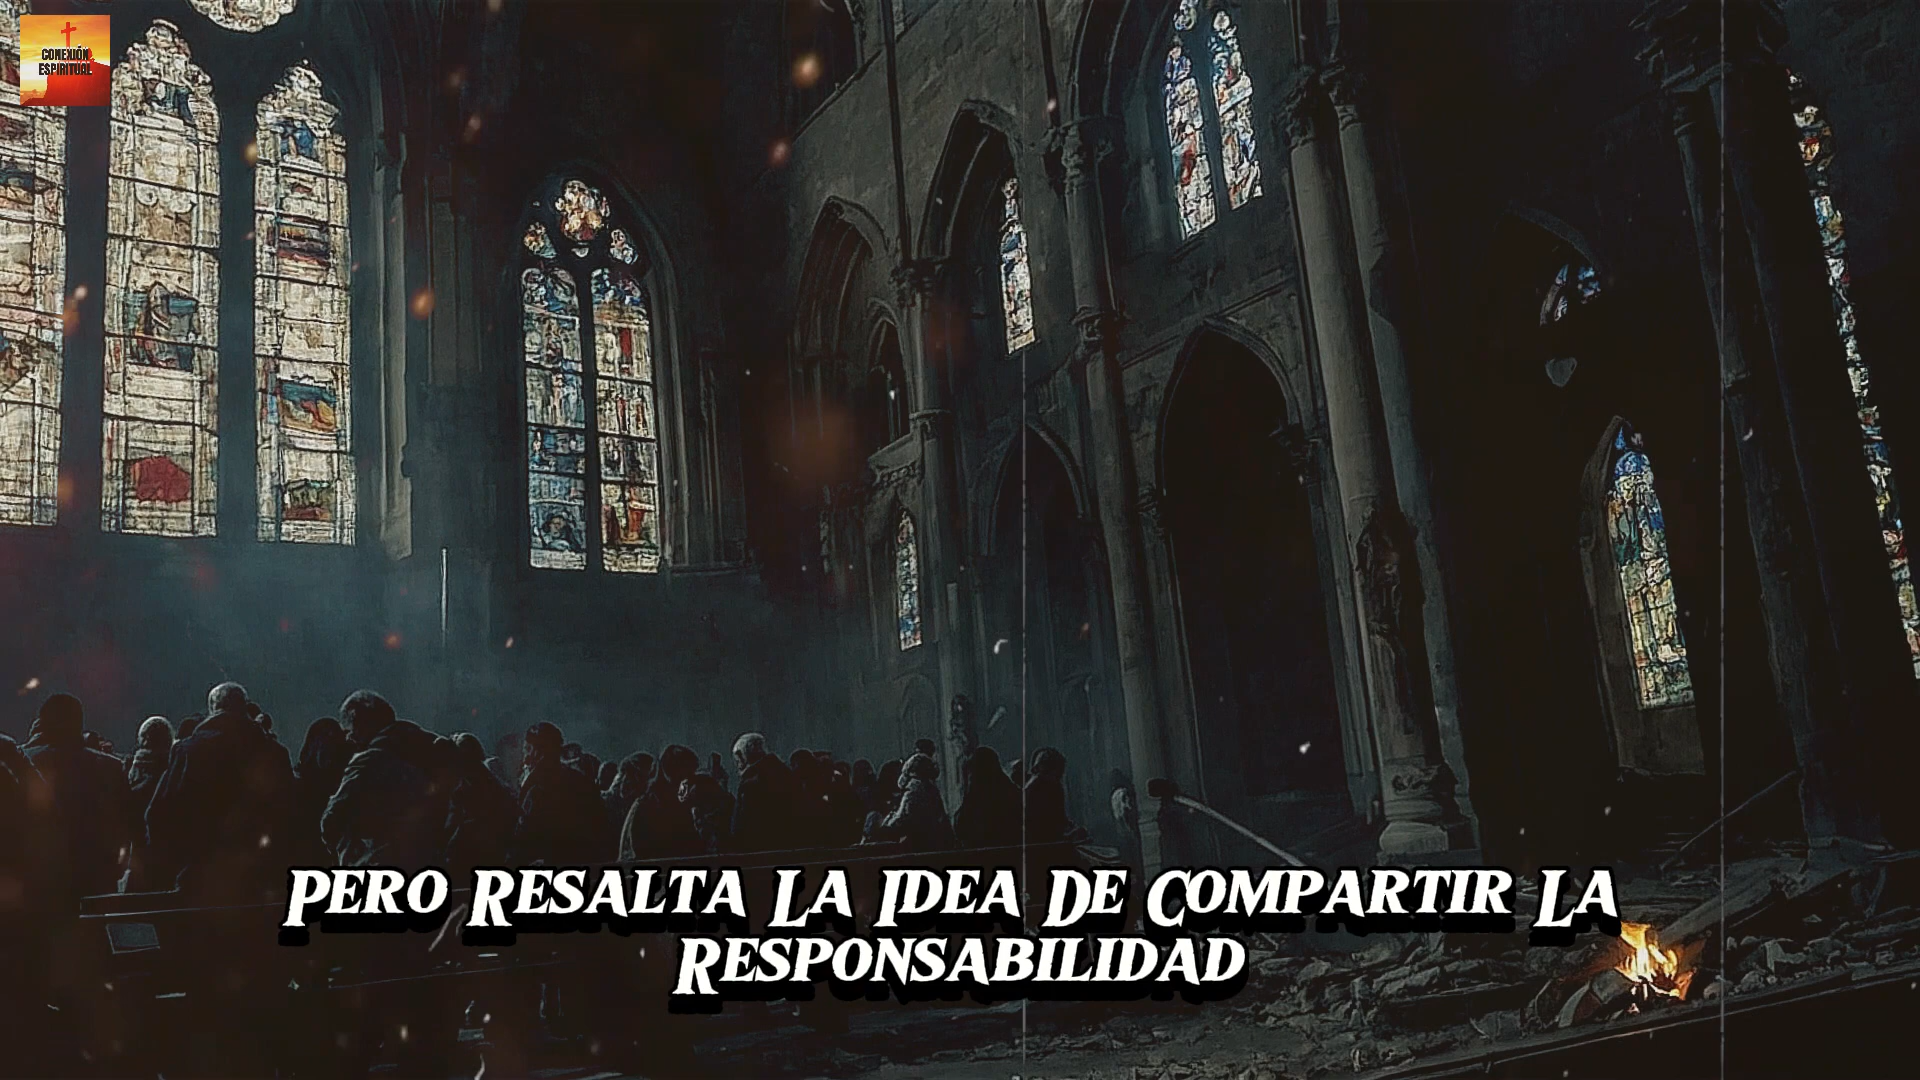 CONEXIÓN
ESPIRITUAL
PERO RESALTA LA IDEA DE COMPARTIR LA
RESPONSABILIDAD